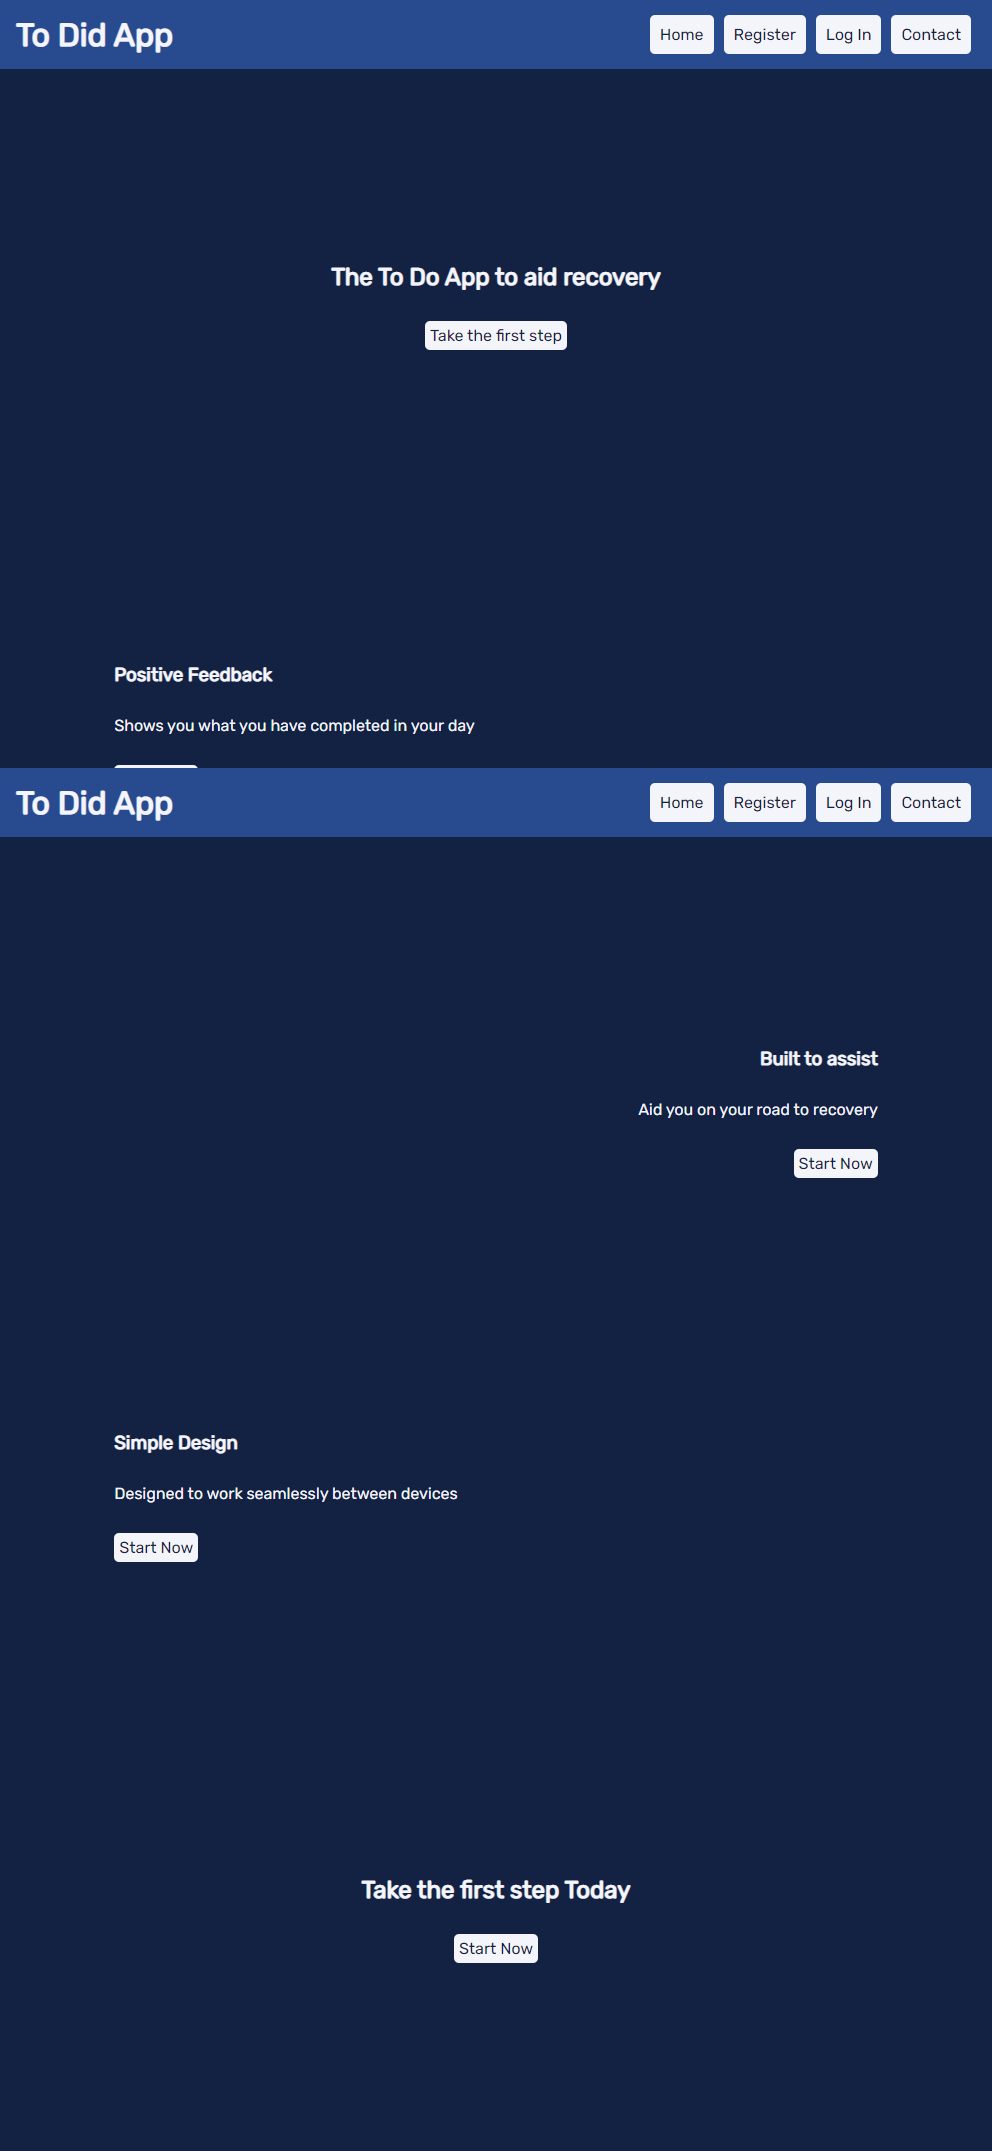 To Did App
Home Register Log In Contact
The To Do App to aid recovery
Take the first step
Positive Feedback
Shows you what you have completed in your day
To Did App
Home Register Log In Contact
Built to assist
Aid you on your road to recovery
Start Now
Simple Design
Designed to work seamlessly between devices
Start Now
Take the first step Today
Start Now